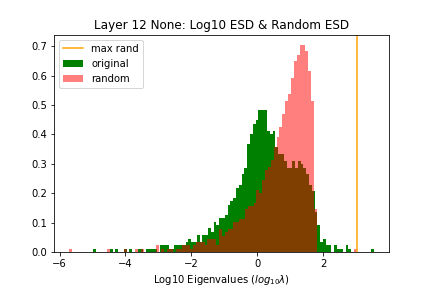 Layer 12 None: Log10 ESD & Random ESD
max rand
original
random
0.7
0.6
0.5
0.4
0.3
0.2
0.1
0.0
−6
−4
−2
0
2
Log10 Eigenvalues (log₁₀λ)